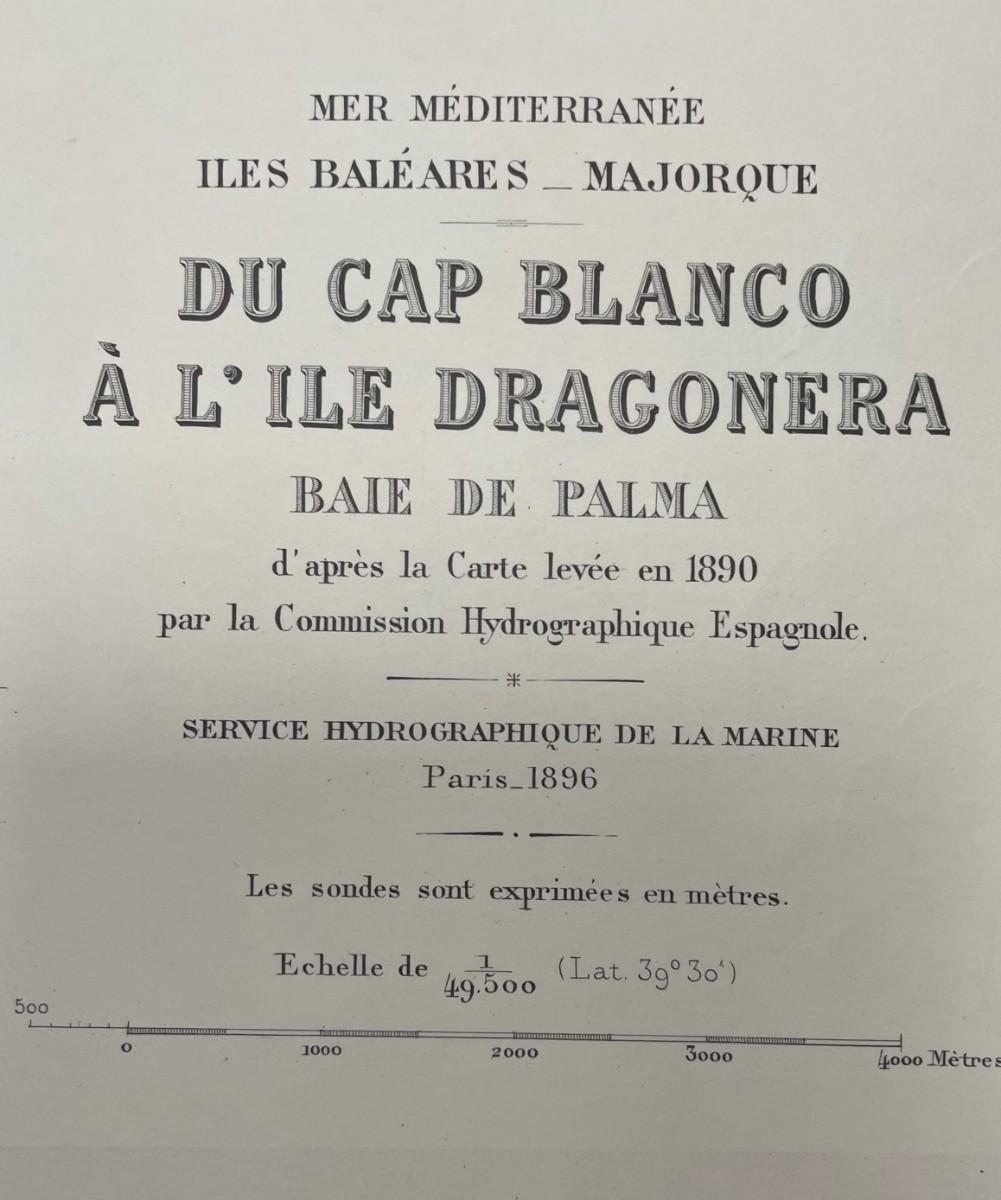 MER MÉDITERRANÉE
ILES BALÉARES _ MAJORQUE
DU CAP BLANCO
À L'ILE DRAGONERA
BAIE DE PALMA
d'après la Carte levée en 1890
par la Commission Hydrographique Espagnole.
SERVICE HYDROGRAPHIQUE DE LA MARINE
Paris_1896
Les sondes sont exprimées en mètres.
Echelle de 1/49.500 (Lat. 39° 30')
500
0 1000 2000 3000 4000 Mètres